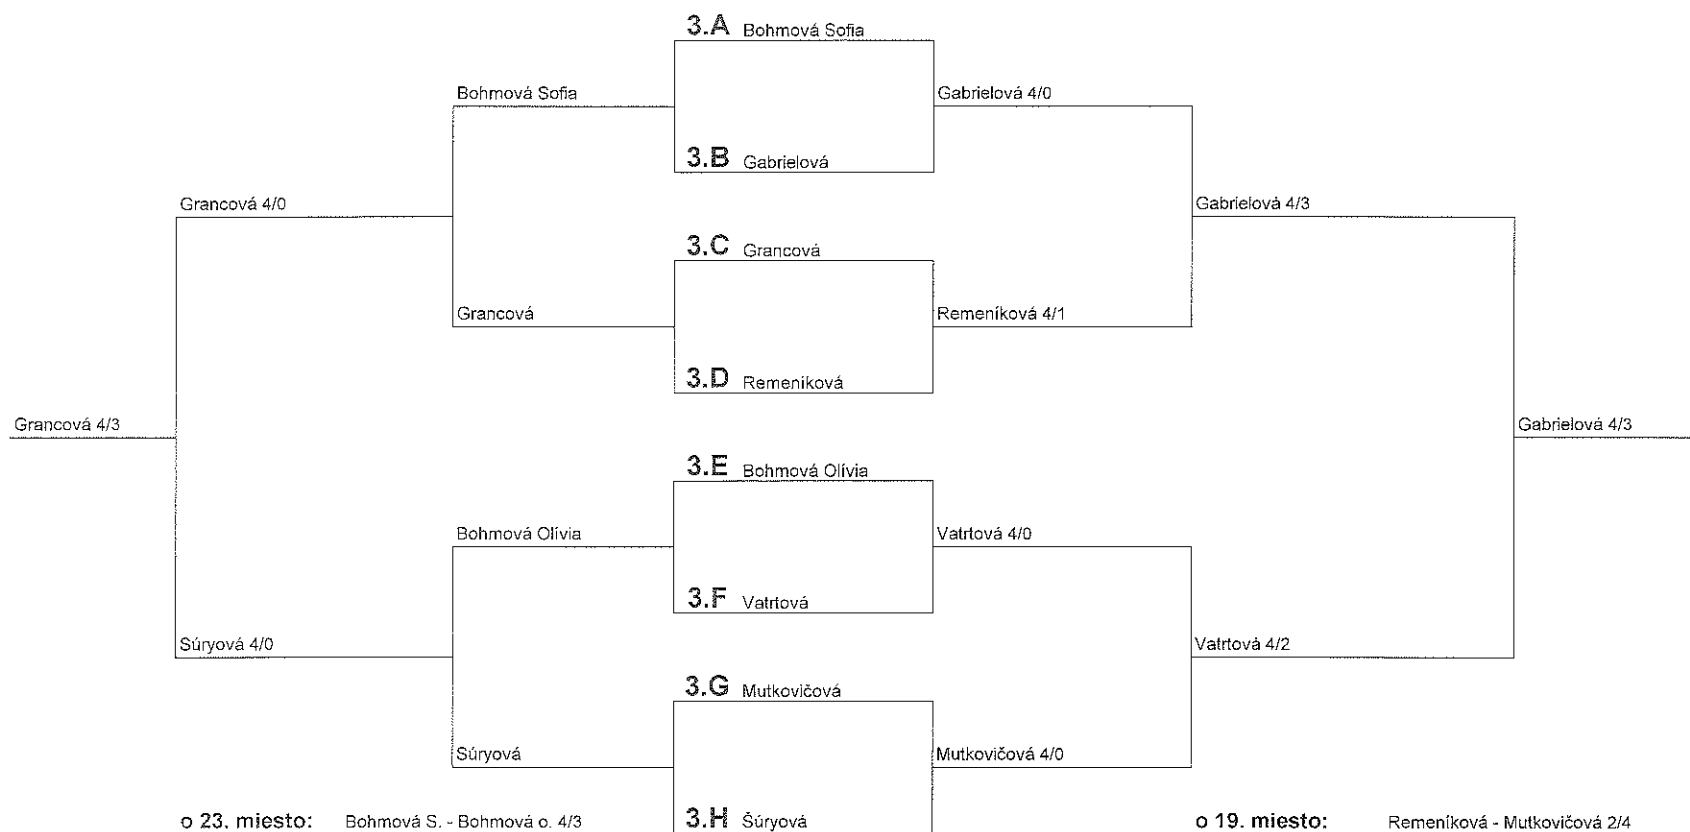 3.A Bohmová Sofia
Bohmová Sofia
Gabrielová 4/0
3.B Gabrielová
Grancová 4/0
Gabrielová 4/3
3.C Grancová
Grancová
Remeníková 4/1
3.D Remeníková
Grancová 4/3
Gabrielová 4/3
3.E Bohmová Olívia
Bohmová Olívia
Vatrtová 4/0
3.F Vatrtová
Súryová 4/0
Vatrtová 4/2
3.G Mutkovičová
Súryová
Mutkovičová 4/0
o 23. miesto: Bohmová S. - Bohmová o. 4/3
3.H Šúryová
o 19. miesto: Remeníková - Mutkovičová 2/4